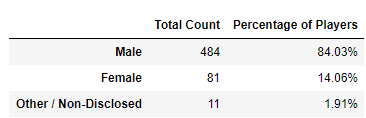 Total Count Percentage of Players
Male 484 84.03%
Female 81 14.06%
Other / Non-Disclosed 11 1.91%